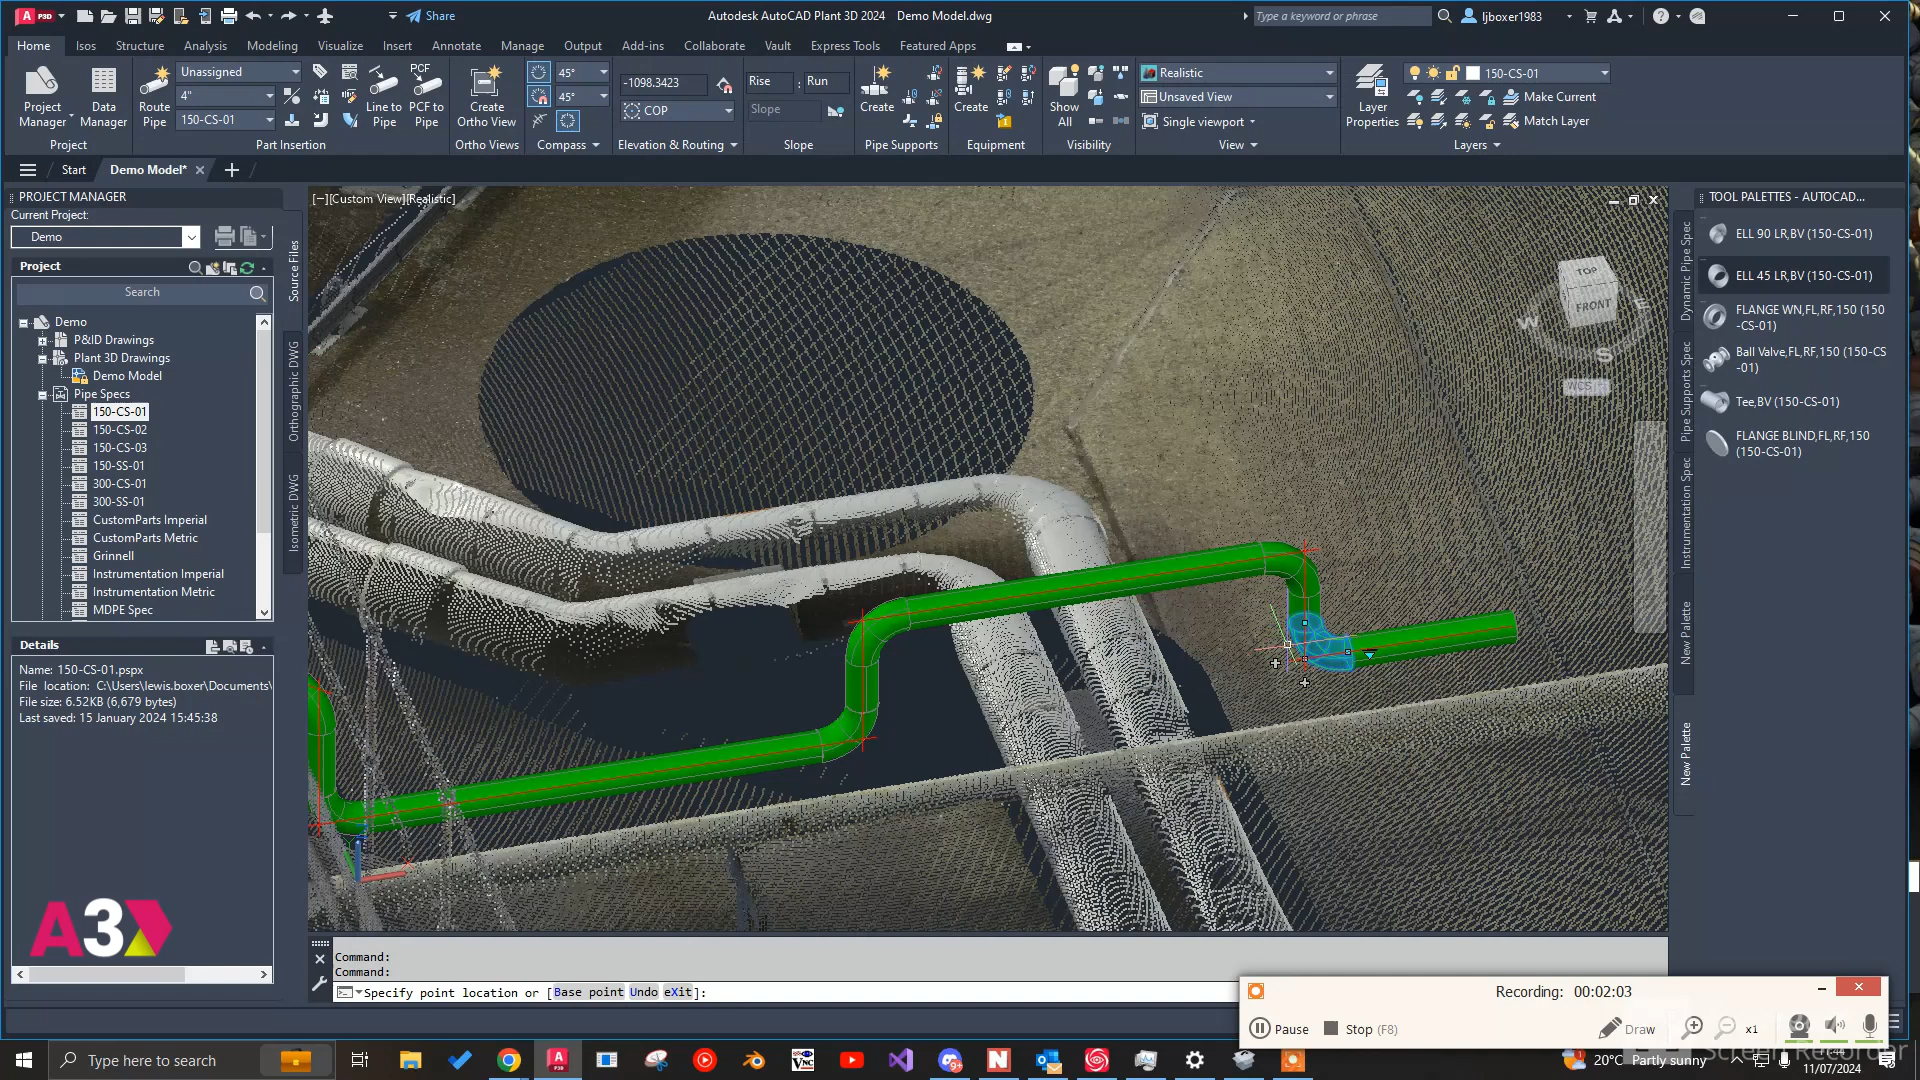 A P3D
Share
Autodesk AutoCAD Plant 3D 2024 Demo Model.dwg
Type a keyword or phrase
ljboxer1983
Home Isos Structure Analysis Modeling Visualize Insert Annotate Manage Output Add-ins Collaborate Vault Express Tools Featured Apps
Project Manager
Data Manager
Project
Route Pipe
Unassigned
4"
150-CS-01
PCF
Line to Pipe
PCF to Pipe
Part Insertion
Create Ortho View
Ortho Views
45°
45°
Compass
-1098.3423
COP
Elevation & Routing
Rise : Run
Slope
Slope
Create
Pipe Supports
Create
Equipment
Show All
Visibility
Realistic
Unsaved View
Single viewport
View
Layer Properties
150-CS-01
Make Current
Match Layer
Layers
Start
Demo Model*
PROJECT MANAGER
Current Project:
Demo
Project
Search
Demo
P&ID Drawings
Plant 3D Drawings
Demo Model
Pipe Specs
150-CS-01
150-CS-02
150-CS-03
150-SS-01
300-CS-01
300-SS-01
CustomParts Imperial
CustomParts Metric
Grinnell
Instrumentation Imperial
Instrumentation Metric
MDPE Spec
Source Files
Orthographic DWG
Isometric DWG
Details
Name: 150-CS-01.pspx
File location: C:\Users\lewis.boxer\Documents\
File size: 6.52KB (6,679 bytes)
Last saved: 15 January 2024 15:45:38
A3
[−][Custom View][Realistic]
TOP
FRONT
W
S
E
WCS
TOOL PALETTES - AUTOCAD...
Dynamic Pipe Spec
Pipe Supports Spec
Instrumentation Spec
New Palette
New Palette
ELL 90 LR,BV (150-CS-01)
ELL 45 LR,BV (150-CS-01)
FLANGE WN,FL,RF,150 (150
-CS-01)
Ball Valve,FL,RF,150 (150-CS
-01)
Tee,BV (150-CS-01)
FLANGE BLIND,FL,RF,150
(150-CS-01)
Command:
Command:
Specify point location or [Base point Undo eXit]:
Recording: 00:02:03
Pause
Stop (F8)
Draw
x1
Type here to search
VNC
9+
20°C Partly sunny
11/07/2024